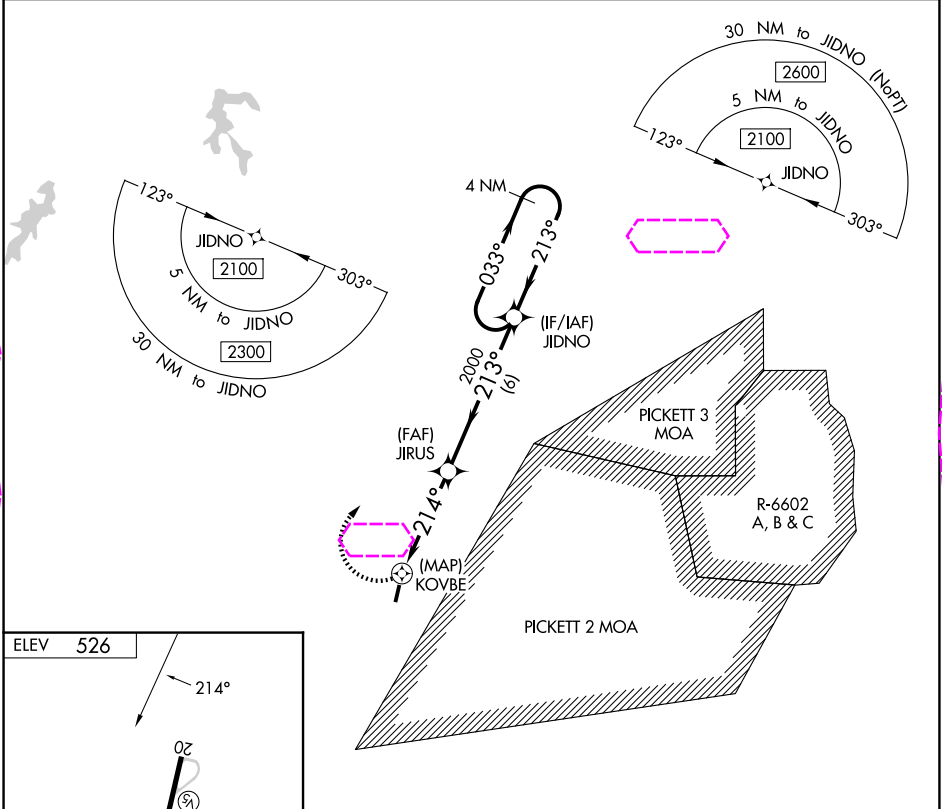 30 NM to JIDNO (NoPT)
2600
5 NM to JIDNO
2100
123°
JIDNO
303°
123°
JIDNO
2100
303°
5 NM to JIDNO
2300
30 NM to JIDNO
4 NM
033°
213°
(IF/IAF)
JIDNO
2000
213°
(6)
(FAF)
JIRUS
214°
(MAP)
KOVBE
PICKETT 3
MOA
R-6602
A, B & C
PICKETT 2 MOA
ELEV 526
214°
20
V5